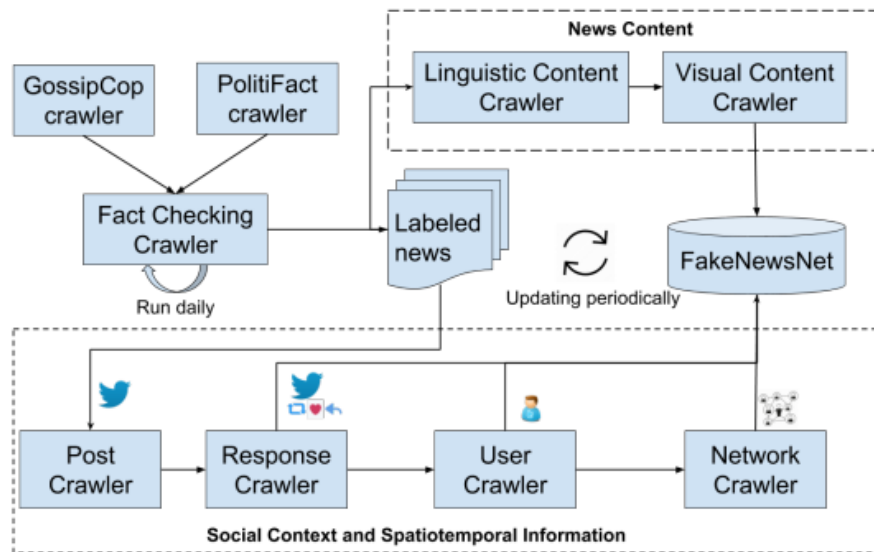 News Content
GossipCop
crawler
PolitiFact
crawler
Linguistic Content
Crawler
Visual Content
Crawler
Fact Checking
Crawler
Run daily
Labeled
news
Updating periodically
FakeNewsNet
Post
Crawler
Response
Crawler
User
Crawler
Network
Crawler
Social Context and Spatiotemporal Information